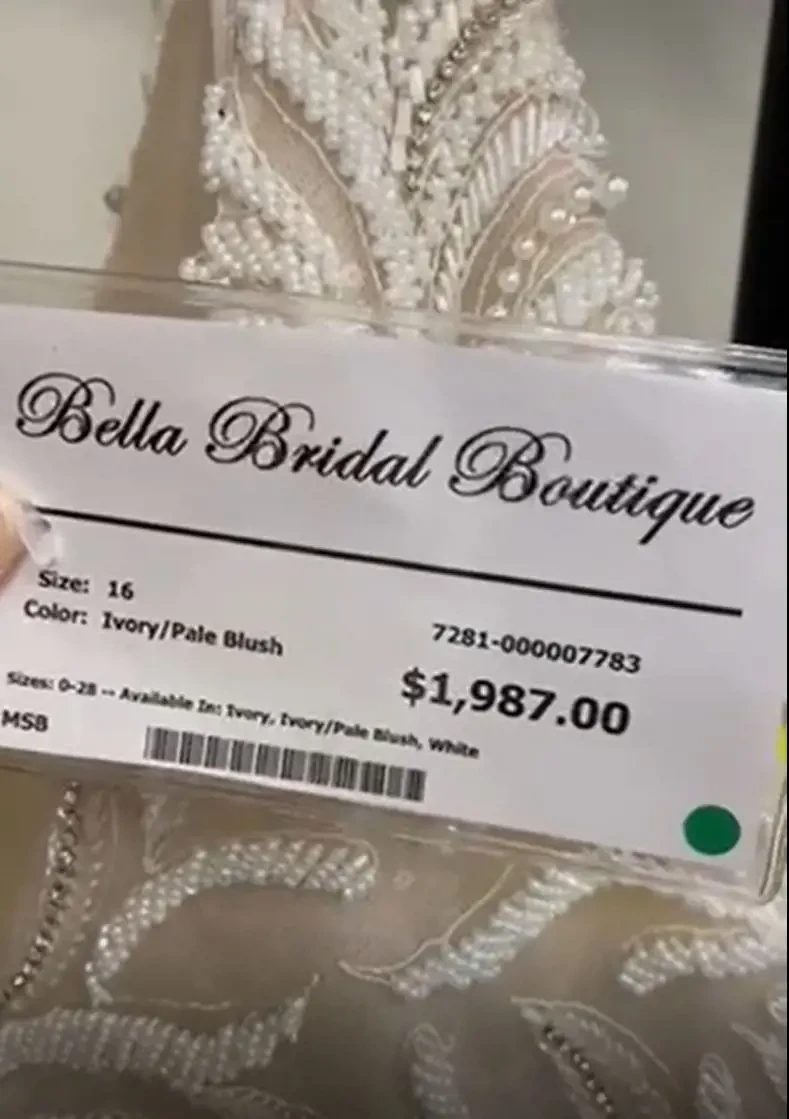 Bella Bridal Boutique
Size: 16
Color: Ivory/Pale Blush
7281-000007783
$1,987.00
Sizes: 0-28 -- Available In: Ivory, Ivory/Pale Blush, White
MSB